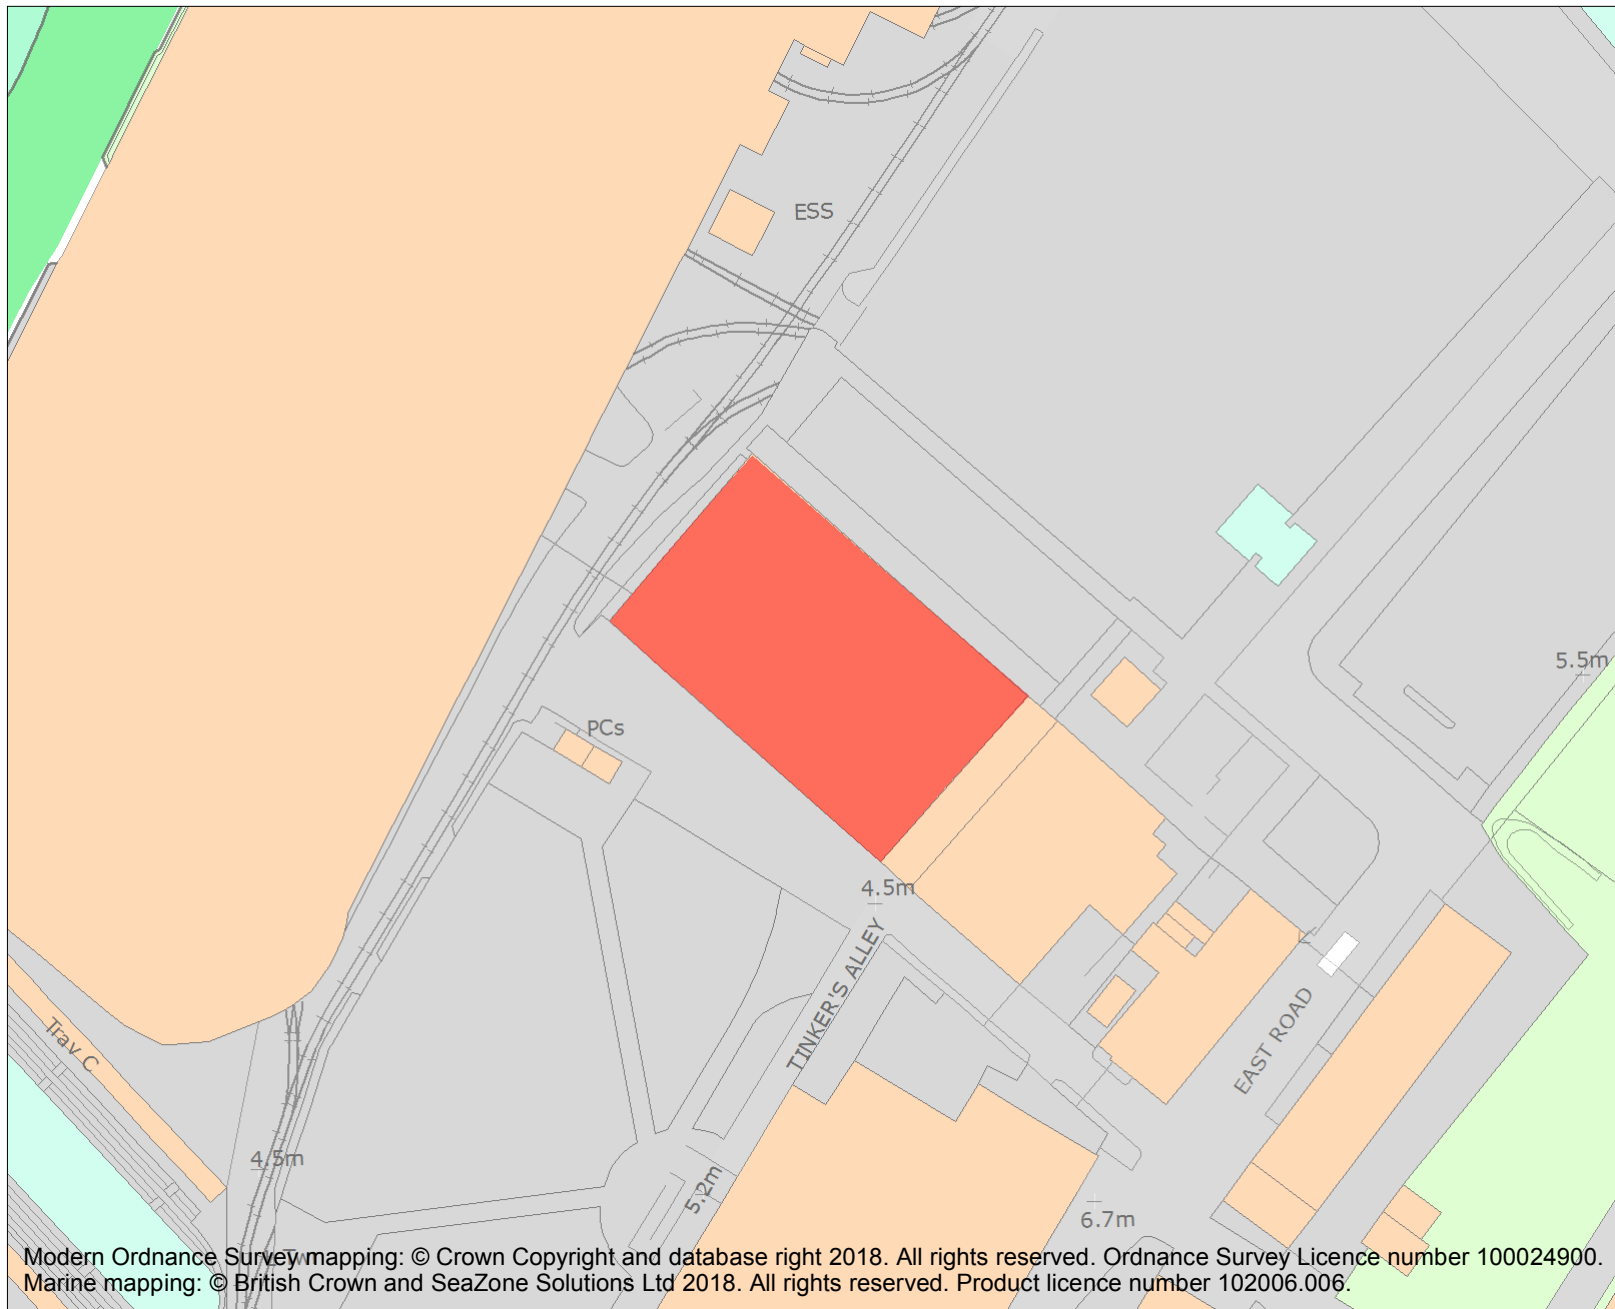 ESS
5.5m
PCs
4.5m
TINKER'S ALLEY
EAST ROAD
Trav C
4.5m
5.2m
6.7m
Tw
Modern Ordnance Survey mapping: © Crown Copyright and database right 2018. All rights reserved. Ordnance Survey Licence number 100024900.
Marine mapping: © British Crown and SeaZone Solutions Ltd 2018. All rights reserved. Product licence number 102006.006.